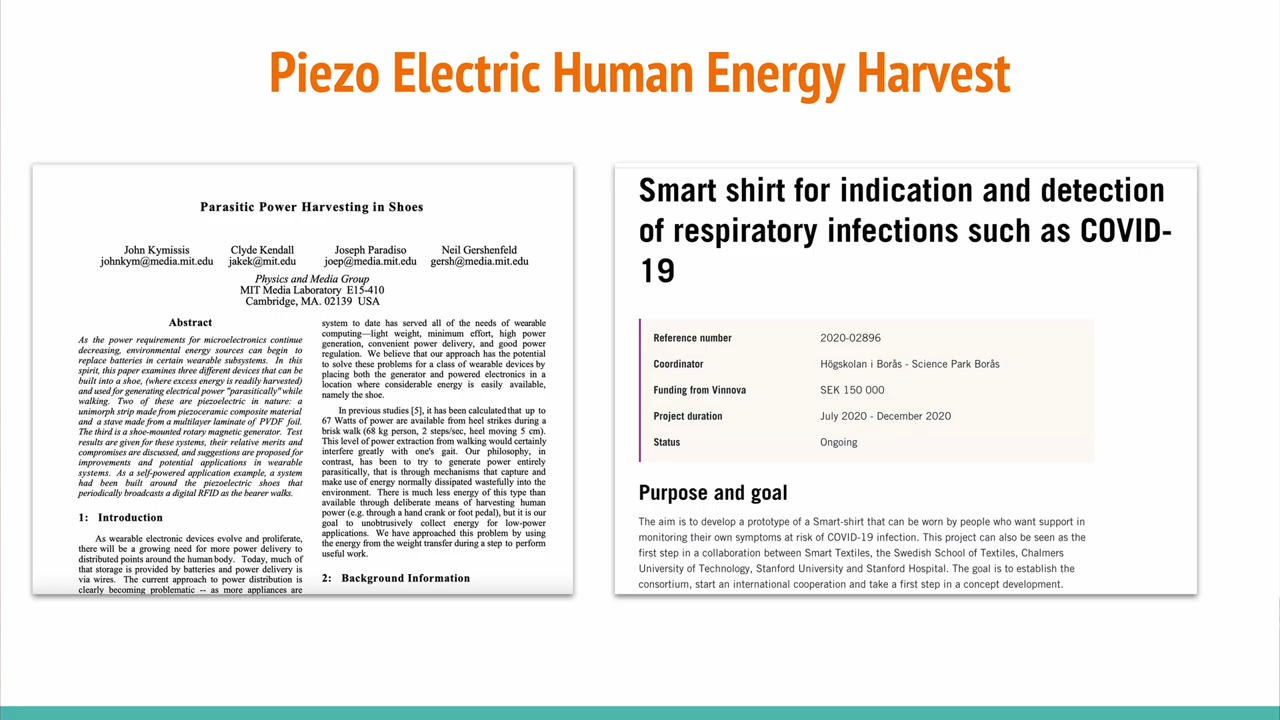 Piezo Electric Human Energy Harvest
Parasitic Power Harvesting in Shoes
John Kymissis
johnkym@media.mit.edu
Clyde Kendall
jakek@media.mit.edu
Joseph Paradiso
joep@media.mit.edu
Neil Gershenfeld
gersh@media.mit.edu
Physics and Media Group
MIT Media Laboratory E15-410
Cambridge, MA. 02139 USA
Abstract
As the power requirements for microelectronics continue
decreasing, environmental energy sources can begin to
replace batteries in certain wearable subsystems. In this
spirit, this paper examines three different devices that can be
built into a shoe, (where excess energy is readily harvested)
and used for generating electrical power "parasitically" while
walking. Two of these are piezoelectric in nature: a
unimorph strip made from piezoceramic composite material
and a stave made from a multilayer laminate of PVDF foil.
The third is a shoe-mounted rotary magnetic generator. Test
results are given for these systems, their relative merits and
compromises are discussed, and suggestions are proposed for
improvements and potential applications in wearable
systems. As a self-powered application example, a system
had been built around the piezoelectric shoes that
periodically broadcasts a digital RFID as the bearer walks.
1: Introduction
As wearable electronic devices evolve and proliferate,
there will be a growing need for more power delivery to
distributed points around the human body. Today, much of
that storage is provided by batteries and power delivery is
via wires. The current approach to power distribution is
clearly becoming problematic -- as more appliances are
system to date has served all of the needs of wearable
computing—light weight, minimum effort, high power
generation, convenient power delivery, and good power
regulation. We believe that our approach has the potential
to solve these problems for a class of wearable devices by
placing both the generator and powered electronics in a
location where considerable energy is easily available,
namely the shoe.
In previous studies [5], it has been calculated that up to
67 Watts of power are available from heel strikes during a
brisk walk (68 kg person, 2 steps/sec, heel moving 5 cm).
This level of power extraction from walking would certainly
interfere greatly with one's gait. Our philosophy, in
contrast, has been to try to generate power entirely
parasitically, that is through mechanisms that capture and
make use of energy normally dissipated wastefully into the
environment. There is much less energy of this type than
available through deliberate means of harvesting human
power (e.g. through a hand crank or foot pedal), but it is our
goal to unobtrusively collect energy for low-power
applications. We have approached this problem by using
the energy from the weight transfer during a step to perform
useful work.
2: Background Information
Smart shirt for indication and detection
of respiratory infections such as COVID-
19
Reference number 2020-02896
Coordinator Högskolan i Borås - Science Park Borås
Funding from Vinnova SEK 150 000
Project duration July 2020 - December 2020
Status Ongoing
Purpose and goal
The aim is to develop a prototype of a Smart-shirt that can be worn by people who want support in
monitoring their own symptoms at risk of COVID-19 infection. This project can also be seen as the
first step in a collaboration between Smart Textiles, the Swedish School of Textiles, Chalmers
University of Technology, Stanford University and Stanford Hospital. The goal is to establish the
consortium, start an international cooperation and take a first step in a concept development.